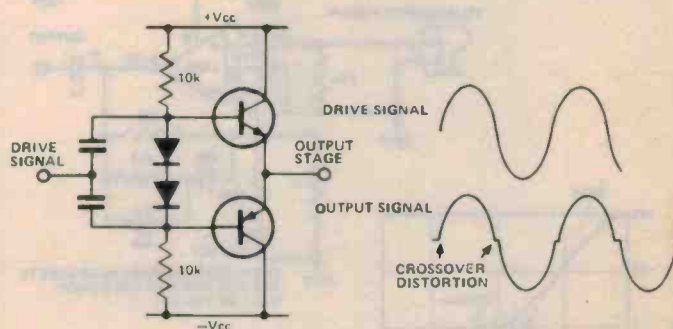 +Vcc
10k
DRIVE
SIGNAL
OUTPUT
STAGE
10k
−Vcc
DRIVE SIGNAL
OUTPUT SIGNAL
CROSSOVER
DISTORTION